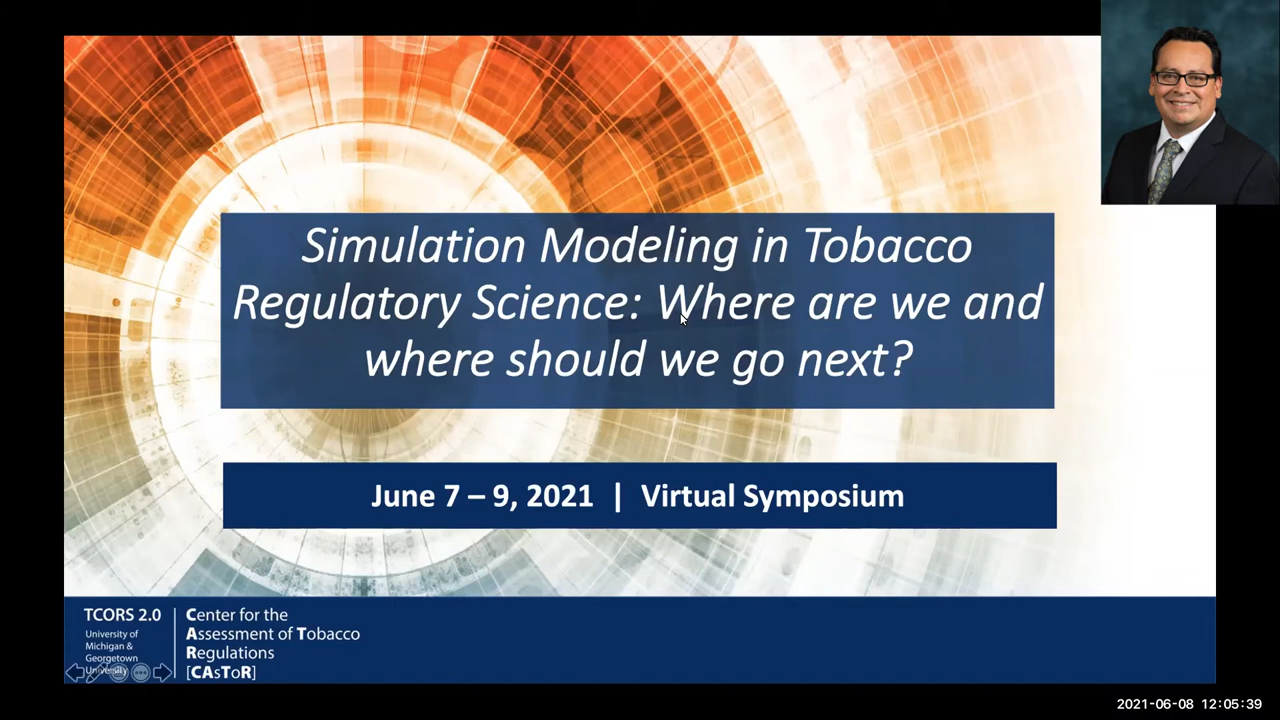 Simulation Modeling in Tobacco
Regulatory Science: Where are we and
where should we go next?
June 7 – 9, 2021 | Virtual Symposium
TCORS 2.0
University of
Michigan &
Georgetown
University
Center for the
Assessment of Tobacco
Regulations
[CAsToR]
2021-06-08 12:05:39